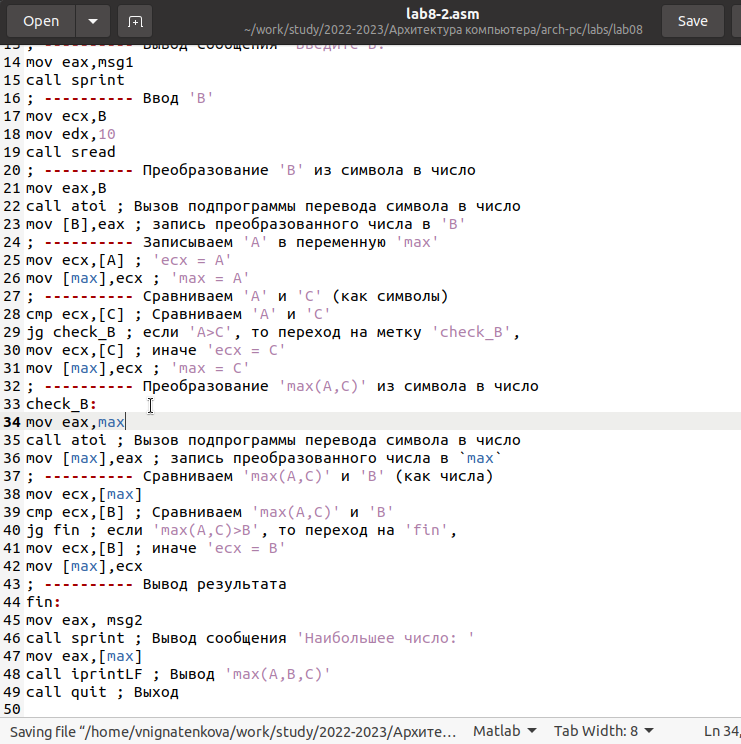 Open
lab8-2.asm
~/work/study/2022-2023/Архитектура компьютера/arch-pc/labs/lab08
Save
13 ; ---------- Вывод сообщения 'Введите B: '
14 mov eax,msg1
15 call sprint
16 ; ---------- Ввод 'B'
17 mov ecx,B
18 mov edx,10
19 call sread
20 ; ---------- Преобразование 'B' из символа в число
21 mov eax,B
22 call atoi ; Вызов подпрограммы перевода символа в число
23 mov [B],eax ; запись преобразованного числа в 'B'
24 ; ---------- Записываем 'A' в переменную 'max'
25 mov ecx,[A] ; 'ecx = A'
26 mov [max],ecx ; 'max = A'
27 ; ---------- Сравниваем 'A' и 'С' (как символы)
28 cmp ecx,[C] ; Сравниваем 'A' и 'С'
29 jg check_B ; если 'A>C', то переход на метку 'check_B',
30 mov ecx,[C] ; иначе 'ecx = C'
31 mov [max],ecx ; 'max = C'
32 ; ---------- Преобразование 'max(A,C)' из символа в число
33 check_B:
34 mov eax,max
35 call atoi ; Вызов подпрограммы перевода символа в число
36 mov [max],eax ; запись преобразованного числа в `max`
37 ; ---------- Сравниваем 'max(A,C)' и 'B' (как числа)
38 mov ecx,[max]
39 cmp ecx,[B] ; Сравниваем 'max(A,C)' и 'B'
40 jg fin ; если 'max(A,C)>B', то переход на 'fin',
41 mov ecx,[B] ; иначе 'ecx = B'
42 mov [max],ecx
43 ; ---------- Вывод результата
44 fin:
45 mov eax, msg2
46 call sprint ; Вывод сообщения 'Наибольшее число: '
47 mov eax,[max]
48 call iprintLF ; Вывод 'max(A,B,C)'
49 call quit ; Выход
50
Saving file “/home/vnignatenkova/work/study/2022-2023/Архите… Matlab Tab Width: 8 Ln 34,